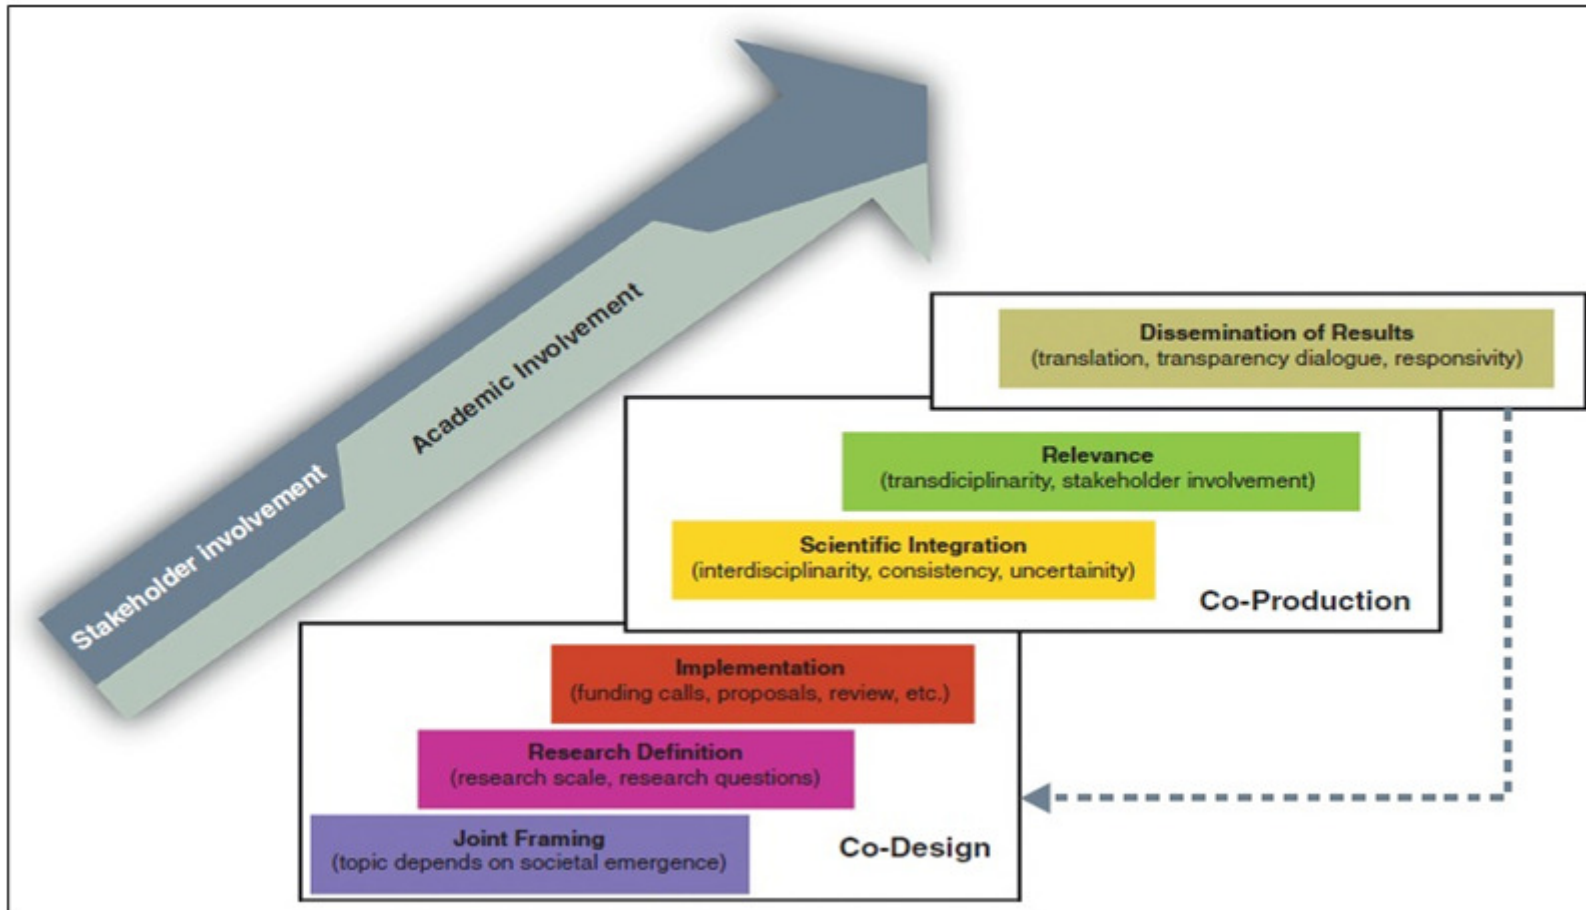 Stakeholder involvement
Academic Involvement
Dissemination of Results
(translation, transparency dialogue, responsivity)
Relevance
(transdiciplinarity, stakeholder involvement)
Scientific Integration
(interdisciplinarity, consistency, uncertainity)
Co-Production
Implementation
(funding calls, proposals, review, etc.)
Research Definition
(research scale, research questions)
Joint Framing
(topic depends on societal emergence)
Co-Design